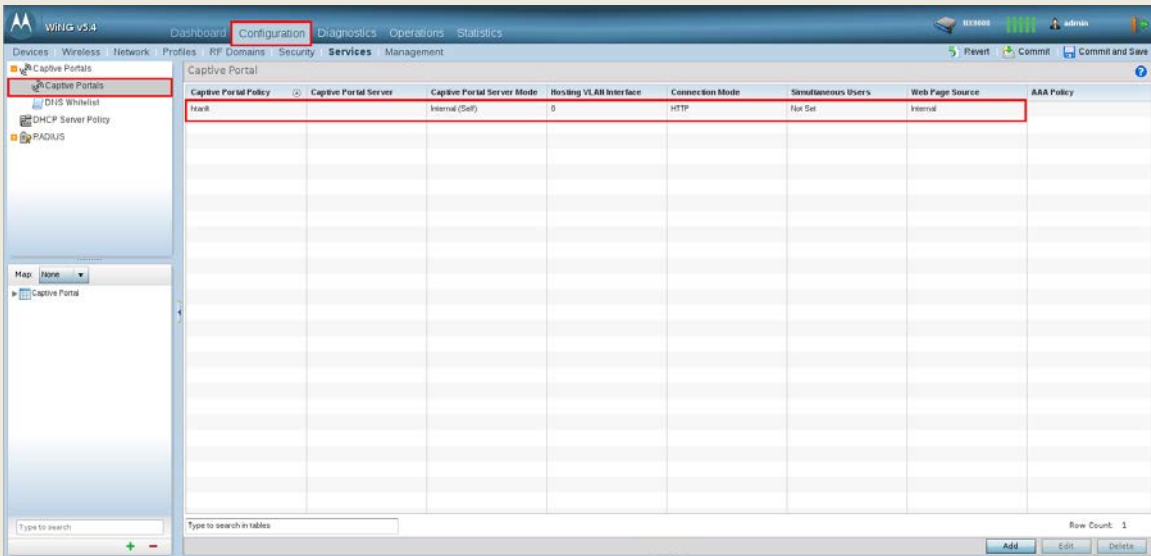 WiNG v5.4
Dashboard Configuration Diagnostics Operations Statistics
admin
Devices Wireless Network Profiles RF Domains Security Services Management
Revert Commit Commit and Save
Captive Portals
Captive Portals
DNS Whitelist
DHCP Server Policy
RADIUS
Map: None
Captive Portal
Type to search
Captive Portal
Captive Portal Policy Captive Portal Server Captive Portal Server Mode Hosting VLAN Interface Connection Mode Simultaneous Users Web Page Source AAA Policy
Internal (Self) 0 HTTP Not Set Internal
Type to search in tables
Row Count: 1
Add Edit Delete